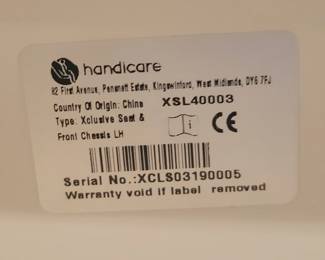 handicare
82 First Avenue, Pensnett Estate, Kingswinford, West Midlands, DY6 7FJ
Country Of Origin: China XSL40003
Type. Xclusive Seat &
Front Chassis LH
CE
Serial No.:XCLS03190005
Warranty void if label removed